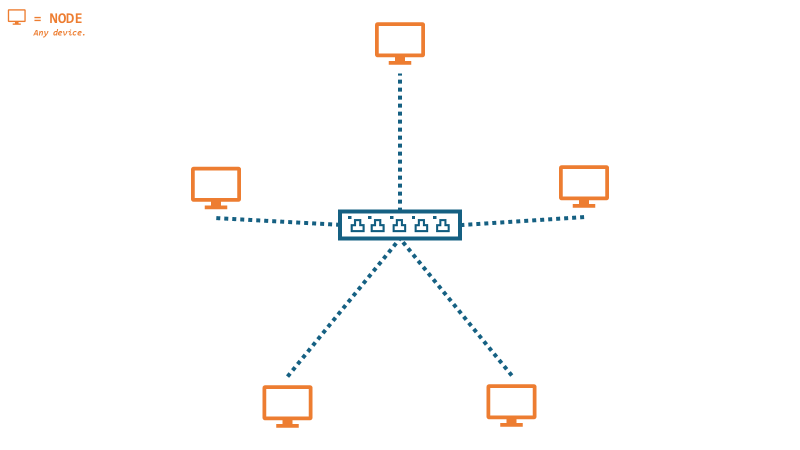 = NODE
Any device.